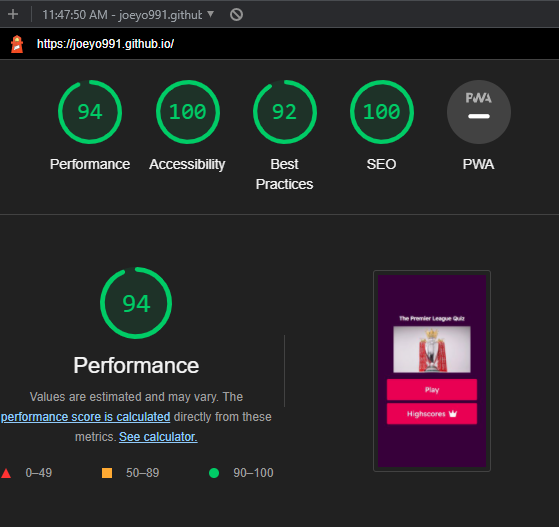 11:47:50 AM - joeyo991.github
https://joeyo991.github.io/
94 100 92 100 PWA
Performance Accessibility Best Practices SEO PWA
94
Performance
Values are estimated and may vary. The
performance score is calculated directly from these
metrics. See calculator.
0–49 50–89 90–100
The Premier League Quiz
Play
Highscores